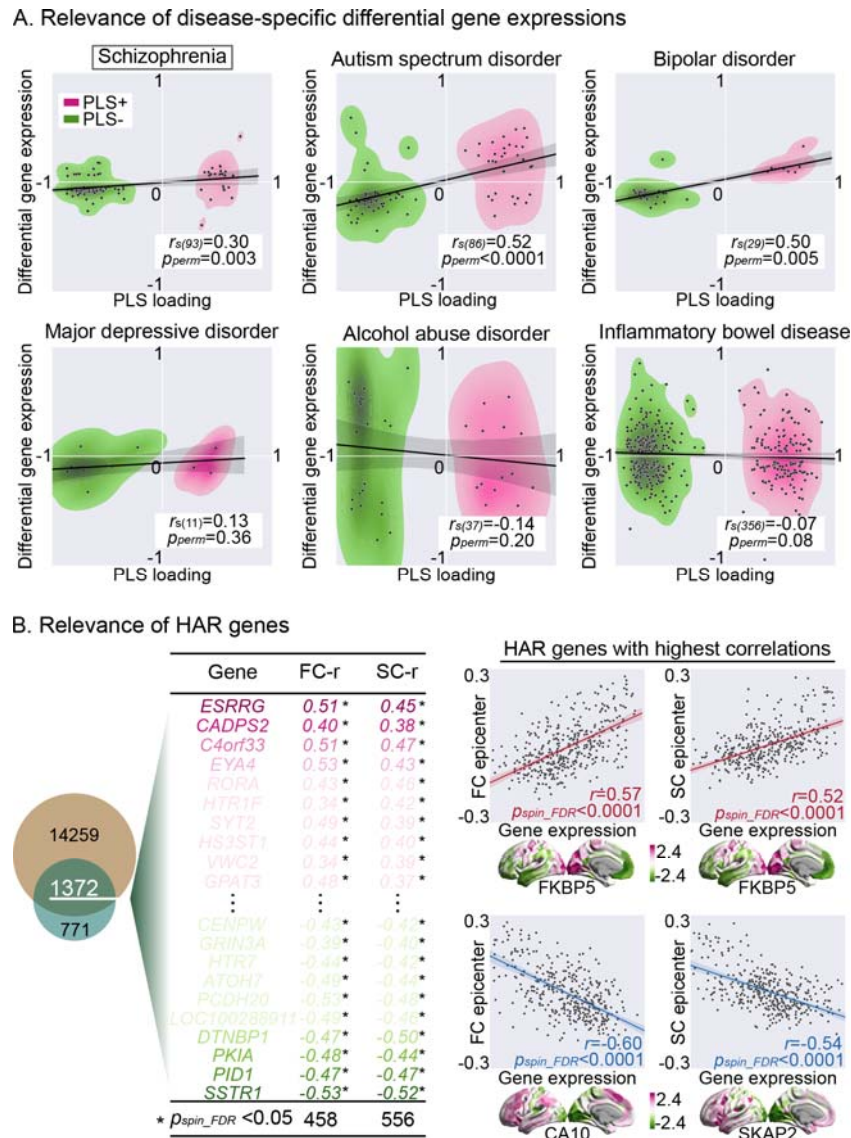 A. Relevance of disease-specific differential gene expressions
Schizophrenia
Differential gene expression
1
PLS+
PLS-
-1
0
1
rs(93)=0.30
pperm=0.003
-1
PLS loading
Autism spectrum disorder
Differential gene expression
1
-1
0
1
rs(86)=0.52
pperm<0.0001
-1
PLS loading
Bipolar disorder
Differential gene expression
1
-1
0
1
rs(29)=0.50
pperm=0.005
-1
PLS loading
Major depressive disorder
Differential gene expression
1
-1
0
1
rs(11)=0.13
pperm=0.36
-1
PLS loading
Alcohol abuse disorder
Differential gene expression
1
-1
0
1
rs(37)=-0.14
pperm=0.20
-1
PLS loading
Inflammatory bowel disease
Differential gene expression
1
-1
0
1
rs(356)=-0.07
pperm=0.08
-1
PLS loading
B. Relevance of HAR genes
14259
1372
771
Gene FC-r SC-r
ESRRG 0.51* 0.45*
CADPS2 0.40* 0.38*
C4orf33 0.51* 0.47*
EYA4 0.53* 0.43*
RORA 0.43* 0.46*
HTR1F 0.34* 0.42*
SYT2 0.49* 0.39*
HS3ST1 0.44* 0.40*
VWC2 0.34* 0.39*
GPAT3 0.48* 0.37*
⋮ ⋮ ⋮
CENPW -0.43* -0.42*
GRIN3A -0.39* -0.40*
HTR7 -0.44* -0.42*
ATOH7 -0.46* -0.44*
PCDH20 -0.53* -0.48*
LOC100288911 -0.49* -0.46*
DTNBP1 -0.47* -0.50*
PKIA -0.48* -0.44*
PID1 -0.47* -0.47*
SSTR1 -0.53* -0.52*
* pspin_FDR <0.05 458 556
HAR genes with highest correlations
0.3
FC epicenter
-0.3
r=0.57
pspin_FDR<0.0001
Gene expression
FKBP5
2.4
-2.4
0.3
SC epicenter
-0.3
r=0.52
pspin_FDR<0.0001
Gene expression
FKBP5
0.3
FC epicenter
-0.3
r=-0.60
pspin_FDR<0.0001
Gene expression
CA10
2.4
-2.4
0.3
SC epicenter
-0.3
r=-0.54
pspin_FDR<0.0001
Gene expression
SKAP2